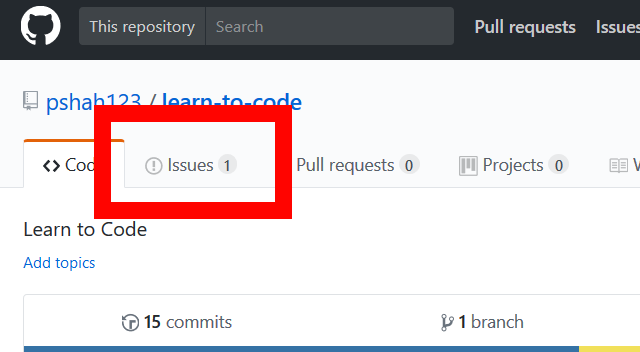 This repository Search Pull requests Issues
pshah123 / learn-to-code
Code Issues 1 Pull requests 0 Projects 0
Learn to Code
Add topics
15 commits 1 branch